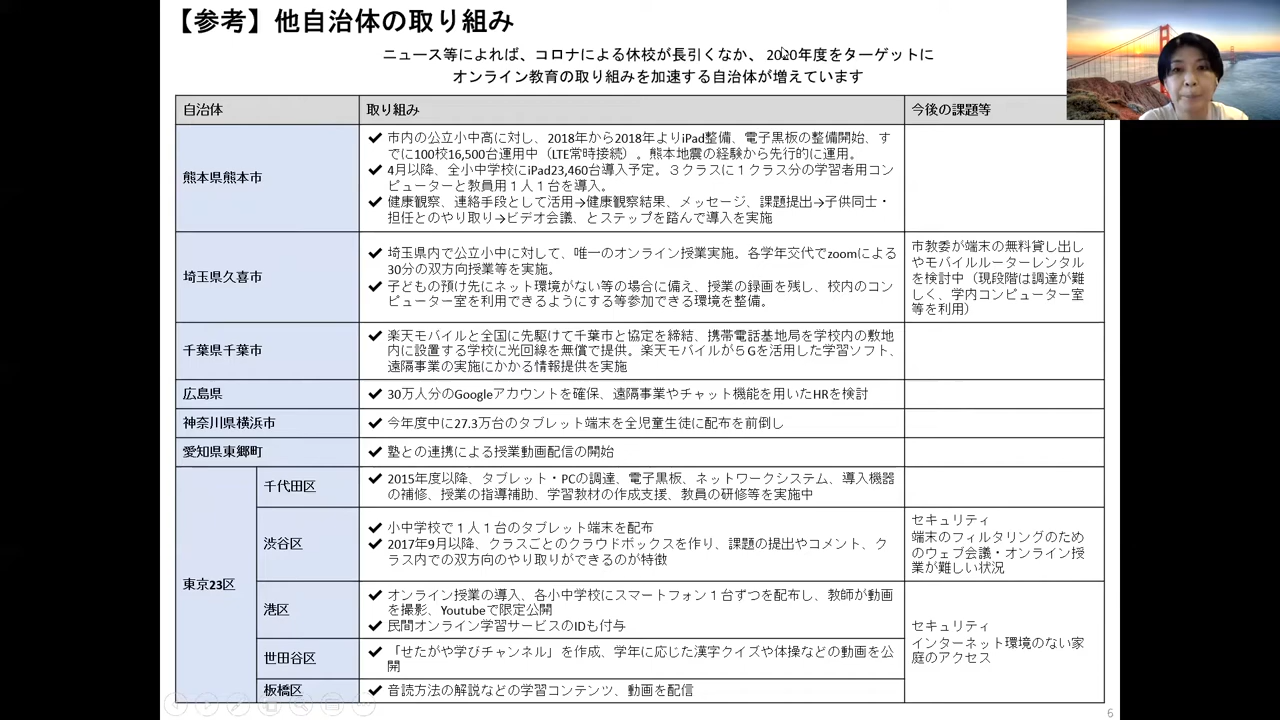 【参考】他自治体の取り組み
ニュース等によれば、コロナによる休校が長引くなか、2020年度をターゲットに
オンライン教育の取り組みを加速する自治体が増えています
自治体
取り組み
今後の課題等
熊本県熊本市
✓ 市内の公立小中高に対し、2018年から2018年よりiPad整備、電子黒板の整備開始、す
でに100校16,500台運用中（LTE常時接続）。熊本地震の経験から先行的に運用。
✓ 4月以降、全小中学校にiPad23,460台導入予定。３クラスに１クラス分の学習者用コン
ピューターと教員用１人１台を導入。
✓ 健康観察、連絡手段として活用→健康観察結果、メッセージ、課題提出→子供同士・
担任とのやり取り→ビデオ会議、とステップを踏んで導入を実施
埼玉県久喜市
✓ 埼玉県内で公立小中に対して、唯一のオンライン授業実施。各学年交代でzoomによる
30分の双方向授業等を実施。
✓ 子どもの預け先にネット環境がない等の場合に備え、授業の録画を残し、校内のコン
ピューター室を利用できるようにする等参加できる環境を整備。
市教委が端末の無料貸し出し
やモバイルルーターレンタル
を検討中（現段階は調達が難
しく、学内コンピューター室
等を利用）
千葉県千葉市
✓ 楽天モバイルと全国に先駆けて千葉市と協定を締結、携帯電話基地局を学校内の敷地
内に設置する学校に光回線を無償で提供。楽天モバイルが５Gを活用した学習ソフト、
遠隔事業の実施にかかる情報提供を実施
広島県
✓ 30万人分のGoogleアカウントを確保、遠隔事業やチャット機能を用いたHRを検討
神奈川県横浜市
✓ 今年度中に27.3万台のタブレット端末を全児童生徒に配布を前倒し
愛知県東郷町
✓ 塾との連携による授業動画配信の開始
東京23区
千代田区
✓ 2015年度以降、タブレット・PCの調達、電子黒板、ネットワークシステム、導入機器
の補修、授業の指導補助、学習教材の作成支援、教員の研修等を実施中
渋谷区
✓ 小中学校で１人１台のタブレット端末を配布
✓ 2017年9月以降、クラスごとのクラウドボックスを作り、課題の提出やコメント、ク
ラス内での双方向のやり取りができるのが特徴
セキュリティ
端末のフィルタリングのため
のウェブ会議・オンライン授
業が難しい状況
港区
✓ オンライン授業の導入、各小中学校にスマートフォン１台ずつを配布し、教師が動画
を撮影、Youtubeで限定公開
✓ 民間オンライン学習サービスのIDも付与
セキュリティ
インターネット環境のない家
庭のアクセス
世田谷区
✓ 「せたがや学びチャンネル」を作成、学年に応じた漢字クイズや体操などの動画を公
開
板橋区
✓ 音読方法の解説などの学習コンテンツ、動画を配信
6